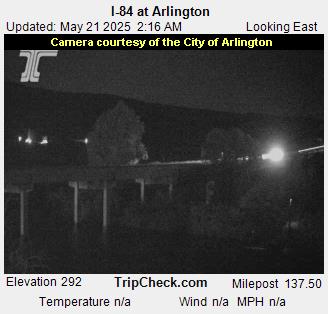 I-84 at Arlington
Updated: May 21 2025 2:16 AM Looking East
Camera courtesy of the City of Arlington
Elevation 292 TripCheck.com Milepost 137.50
Temperature n/a Wind n/a MPH n/a